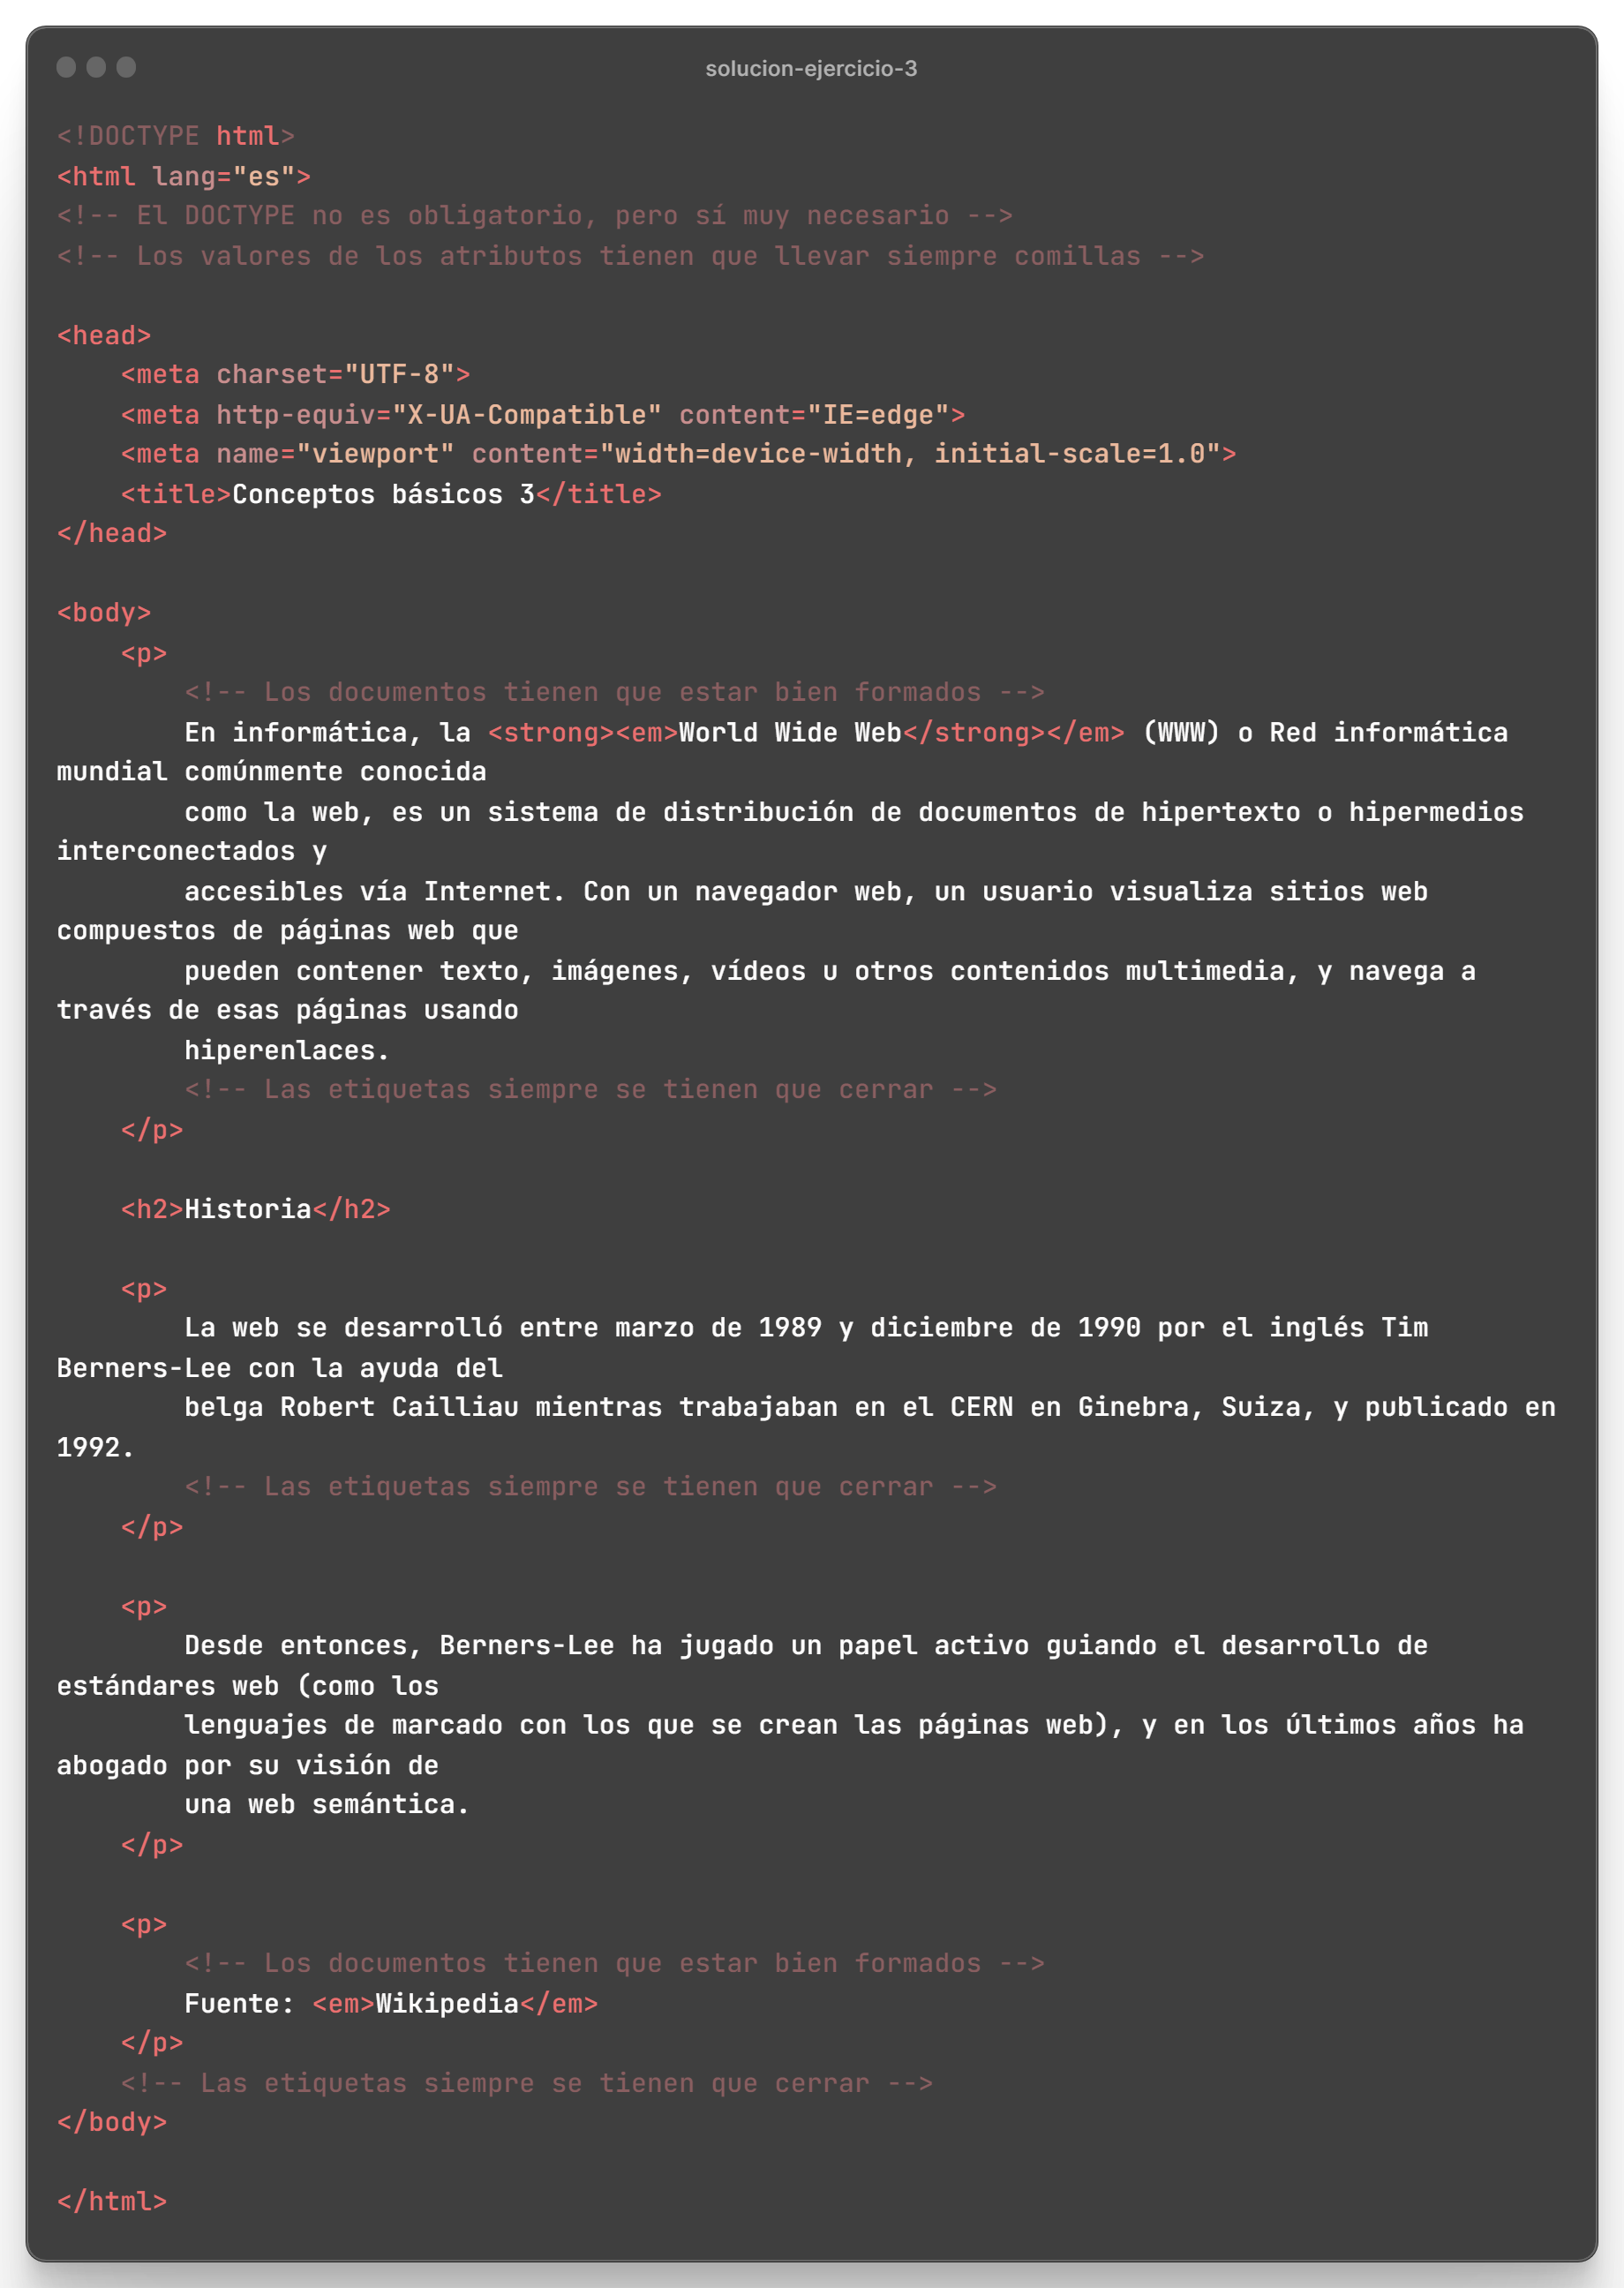 solucion-ejercicio-3
<!DOCTYPE html>
<html lang="es">
<!-- El DOCTYPE no es obligatorio, pero sí muy necesario -->
<!-- Los valores de los atributos tienen que llevar siempre comillas -->
<head>
    <meta charset="UTF-8">
    <meta http-equiv="X-UA-Compatible" content="IE=edge">
    <meta name="viewport" content="width=device-width, initial-scale=1.0">
    <title>Conceptos básicos 3</title>
</head>
<body>
    <p>
        <!-- Los documentos tienen que estar bien formados -->
        En informática, la <strong><em>World Wide Web</strong></em> (WWW) o Red informática
mundial comúnmente conocida
        como la web, es un sistema de distribución de documentos de hipertexto o hipermedios
interconectados y
        accesibles vía Internet. Con un navegador web, un usuario visualiza sitios web
compuestos de páginas web que
        pueden contener texto, imágenes, vídeos u otros contenidos multimedia, y navega a
través de esas páginas usando
        hiperenlaces.
        <!-- Las etiquetas siempre se tienen que cerrar -->
    </p>
    <h2>Historia</h2>
    <p>
        La web se desarrolló entre marzo de 1989 y diciembre de 1990 por el inglés Tim
Berners-Lee con la ayuda del
        belga Robert Cailliau mientras trabajaban en el CERN en Ginebra, Suiza, y publicado en
1992.
        <!-- Las etiquetas siempre se tienen que cerrar -->
    </p>
    <p>
        Desde entonces, Berners-Lee ha jugado un papel activo guiando el desarrollo de
estándares web (como los
        lenguajes de marcado con los que se crean las páginas web), y en los últimos años ha
abogado por su visión de
        una web semántica.
    </p>
    <p>
        <!-- Los documentos tienen que estar bien formados -->
        Fuente: <em>Wikipedia</em>
    </p>
    <!-- Las etiquetas siempre se tienen que cerrar -->
</body>
</html>